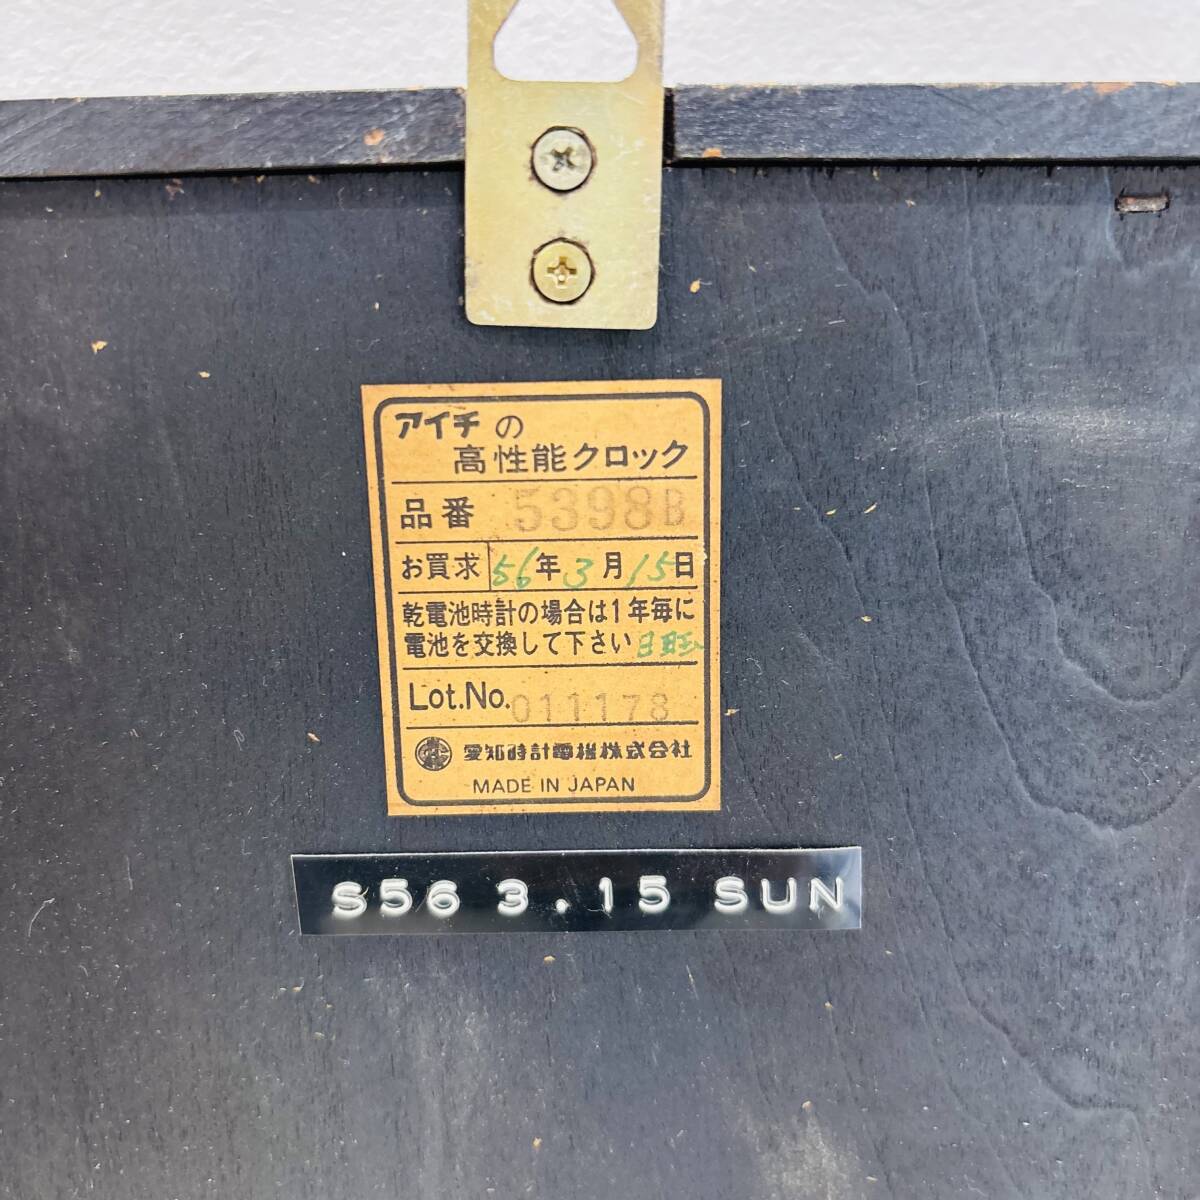 アイチの
高性能クロック
品番 5398B
お買求 56年3月15日
乾電池時計の場合は1年毎に
電池を交換して下さい 日曜
Lot.No. 011178
愛知時計電機株式会社
MADE IN JAPAN
S56 3.15 SUN